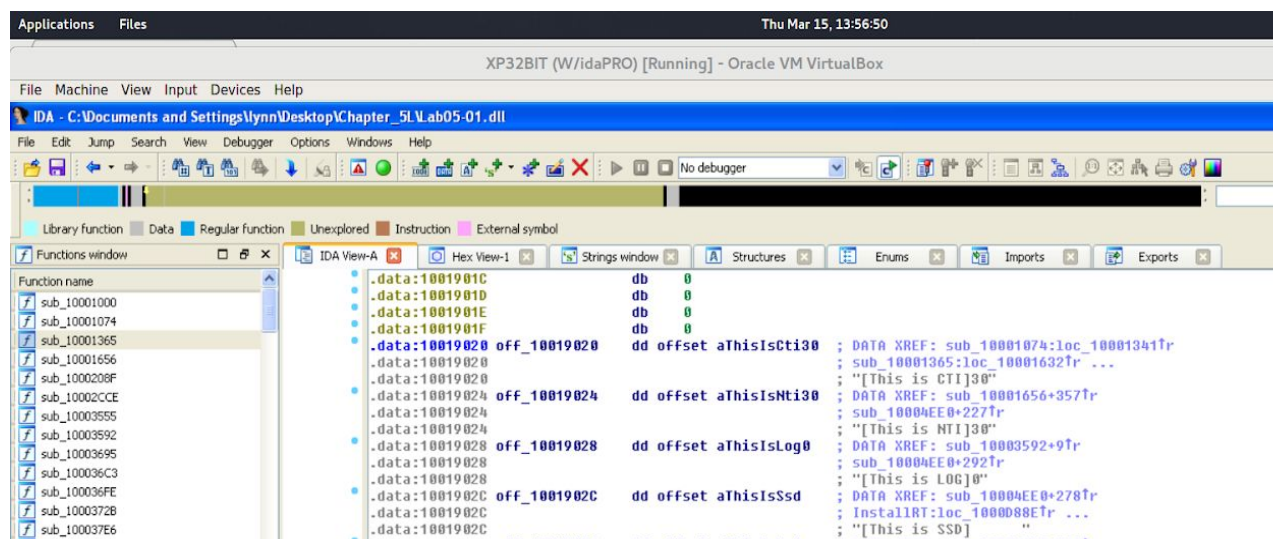 Applications Files Thu Mar 15, 13:56:50
XP32BIT (W/idaPRO) [Running] - Oracle VM VirtualBox
File Machine View Input Devices Help
IDA - C:\Documents and Settings\lynn\Desktop\Chapter_5L\Lab05-01.dll
File Edit Jump Search View Debugger Options Windows Help
No debugger
Library function Data Regular function Unexplored Instruction External symbol
Functions window IDA View-A Hex View-1 Strings window Structures Enums Imports Exports
Function name
sub_10001000
sub_10001074
sub_10001365
sub_10001656
sub_1000208F
sub_10002CCE
sub_10003555
sub_10003592
sub_10003695
sub_100036C3
sub_100036FE
sub_1000372B
sub_100037E6
.data:1001901C db 0
.data:1001901D db 0
.data:1001901E db 0
.data:1001901F db 0
.data:10019020 off_10019020 dd offset aThisIsCti30 ; DATA XREF: sub_10001074:loc_10001341↑r
.data:10019020 ; sub_10001365:loc_10001632↑r ...
.data:10019020 ; "[This is CTI]30"
.data:10019024 off_10019024 dd offset aThisIsNti30 ; DATA XREF: sub_10001656+357↑r
.data:10019024 ; sub_10004EE0+227↑r
.data:10019024 ; "[This is NTI]30"
.data:10019028 off_10019028 dd offset aThisIsLog0 ; DATA XREF: sub_10003592+9↑r
.data:10019028 ; sub_10004EE0+292↑r
.data:10019028 ; "[This is LOG]0"
.data:1001902C off_1001902C dd offset aThisIsSsd ; DATA XREF: sub_10004EE0+278↑r
.data:1001902C ; InstallRT:loc_1000D88E↑r ...
.data:1001902C ; "[This is SSD] "